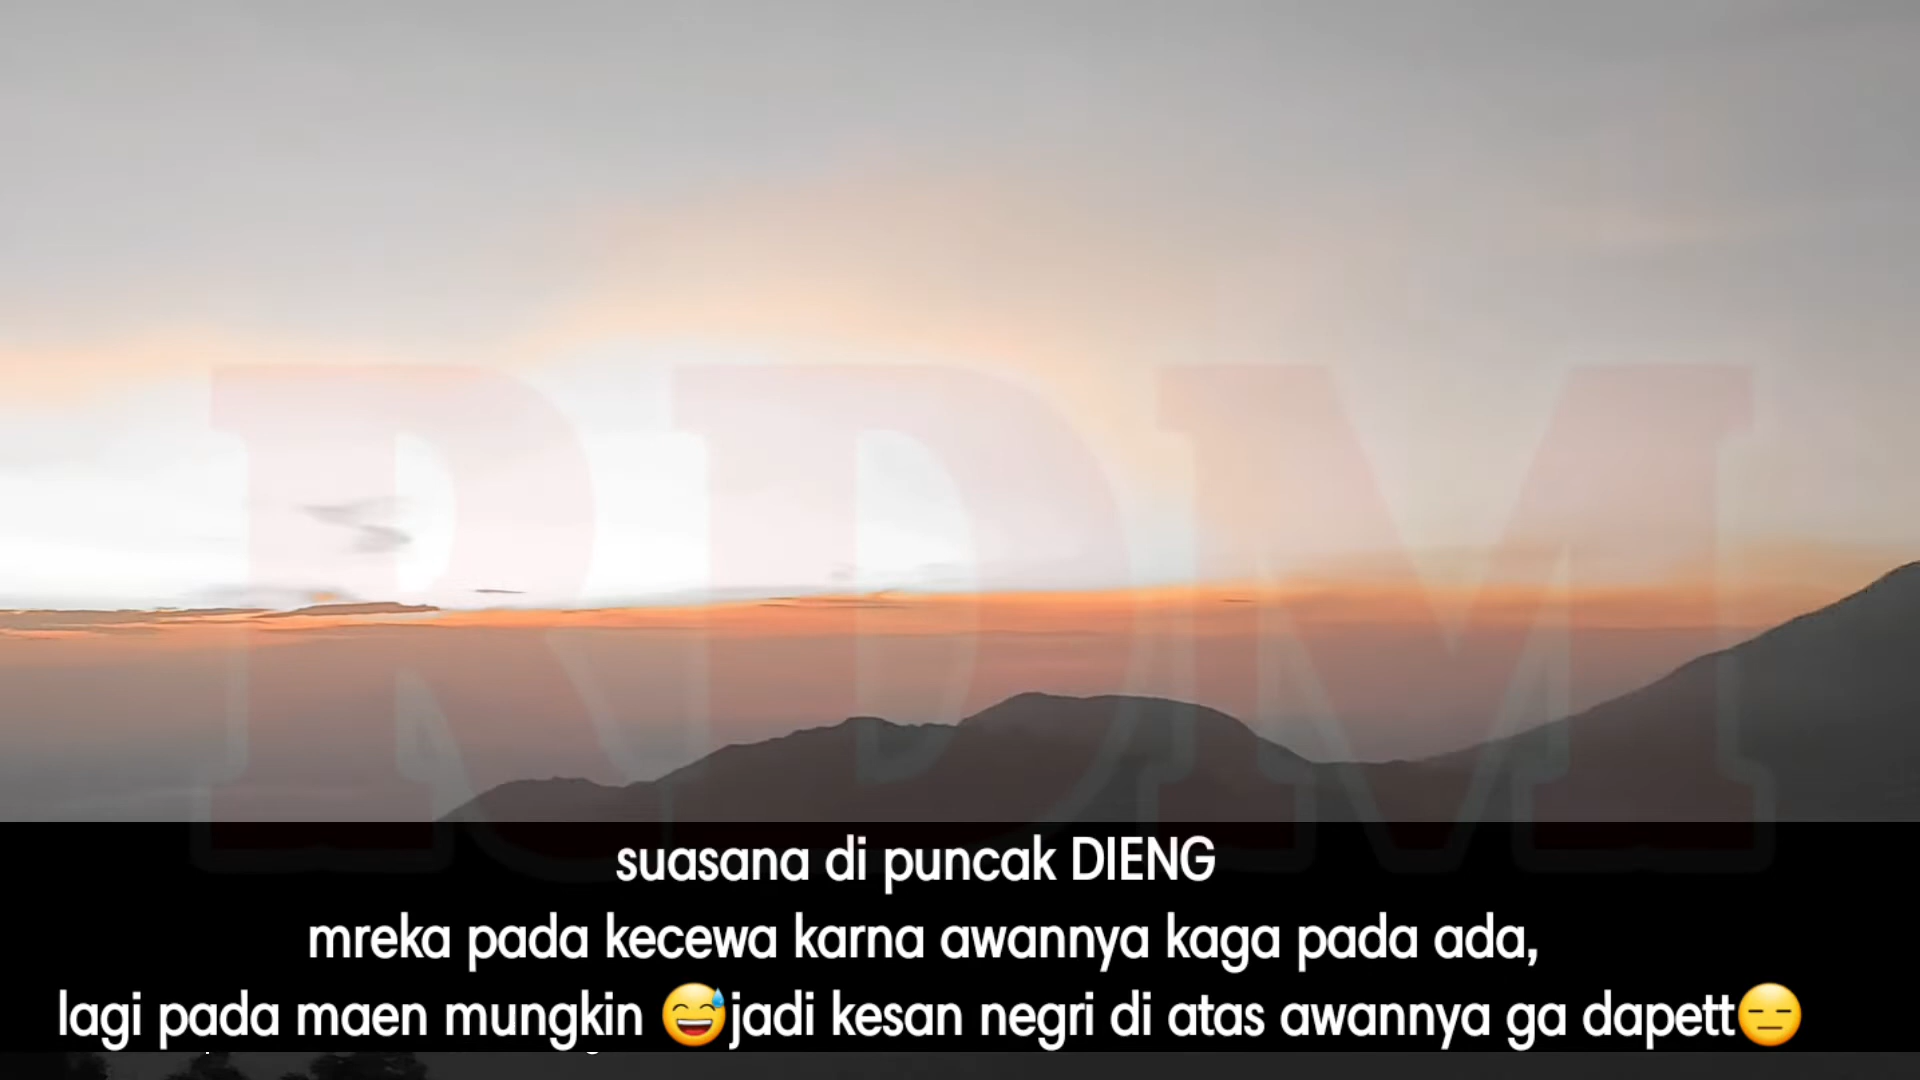 RDM
suasana di puncak DIENG
mreka pada kecewa karna awannya kaga pada ada,
lagi pada maen mungkin 😅jadi kesan negri di atas awannya ga dapett😑